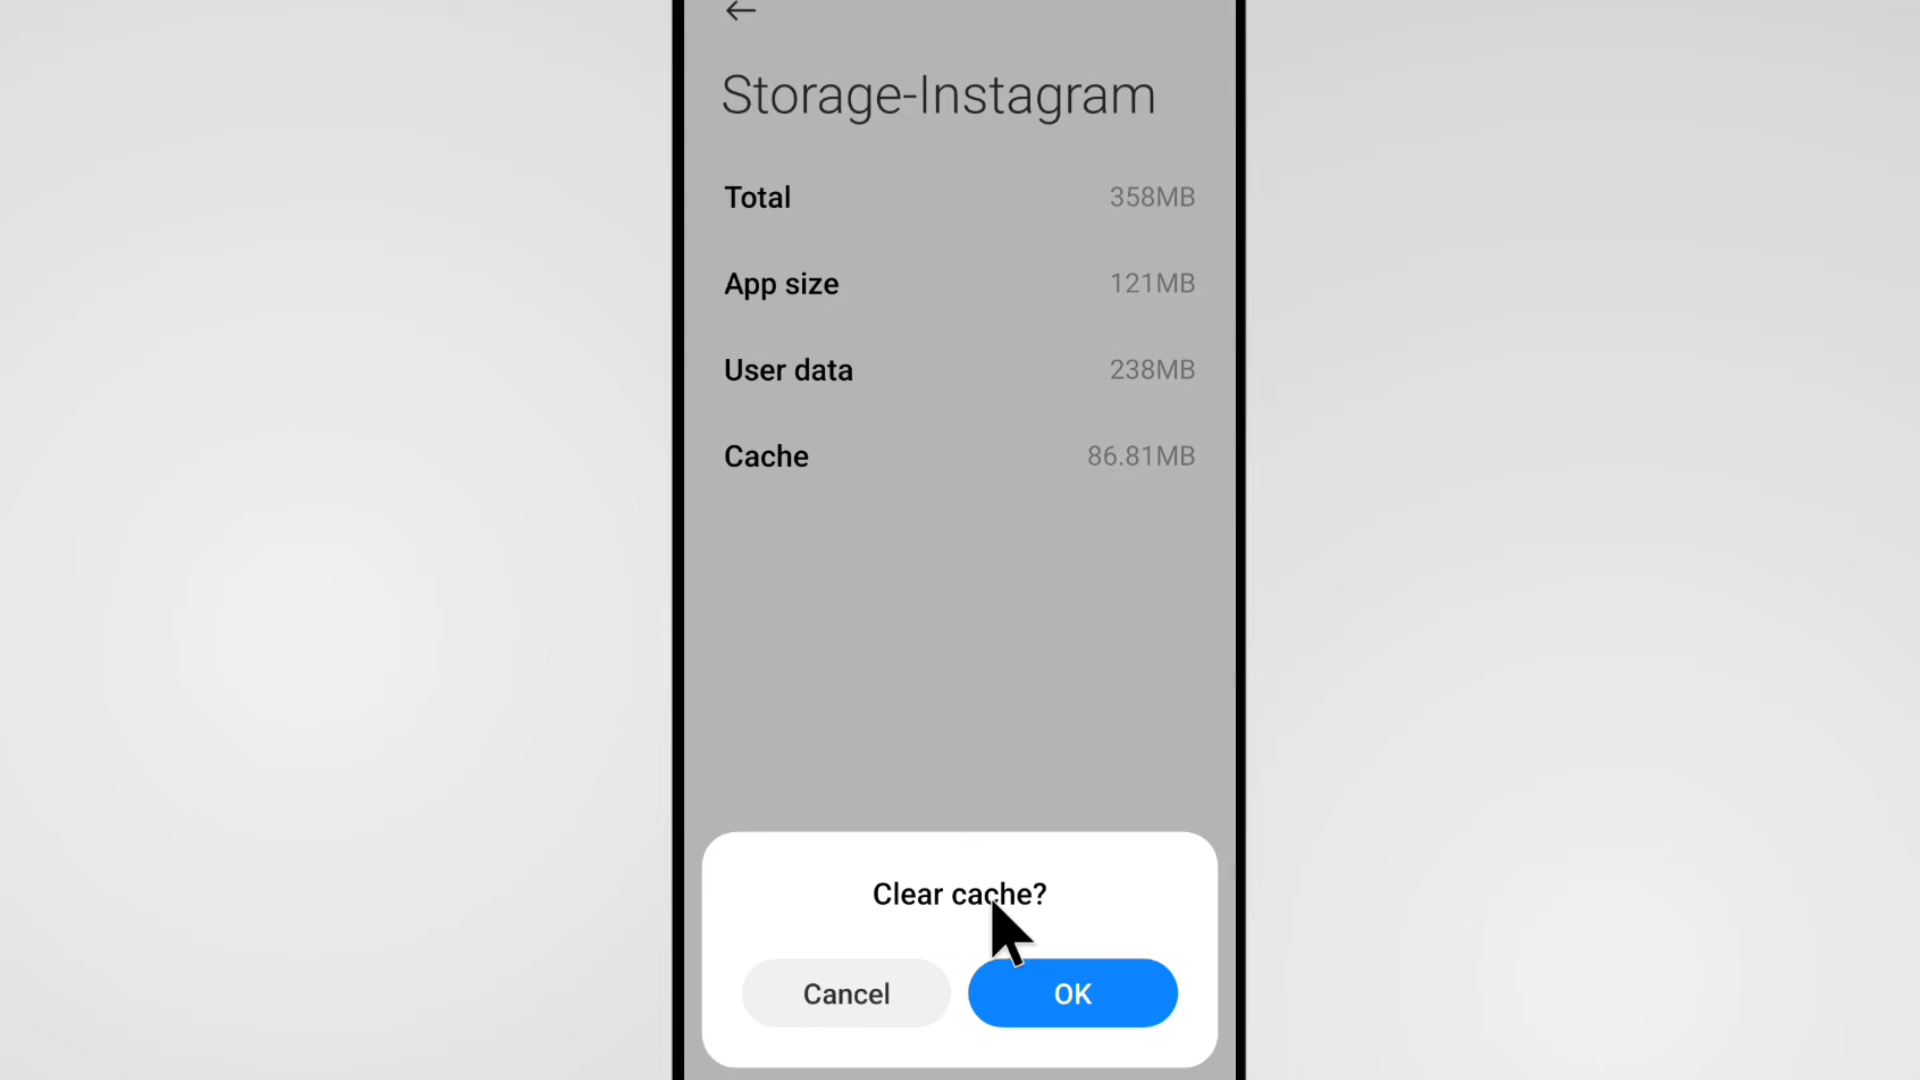 Storage-Instagram
Total 358MB
App size 121MB
User data 238MB
Cache 86.81MB
Clear cache?
Cancel OK